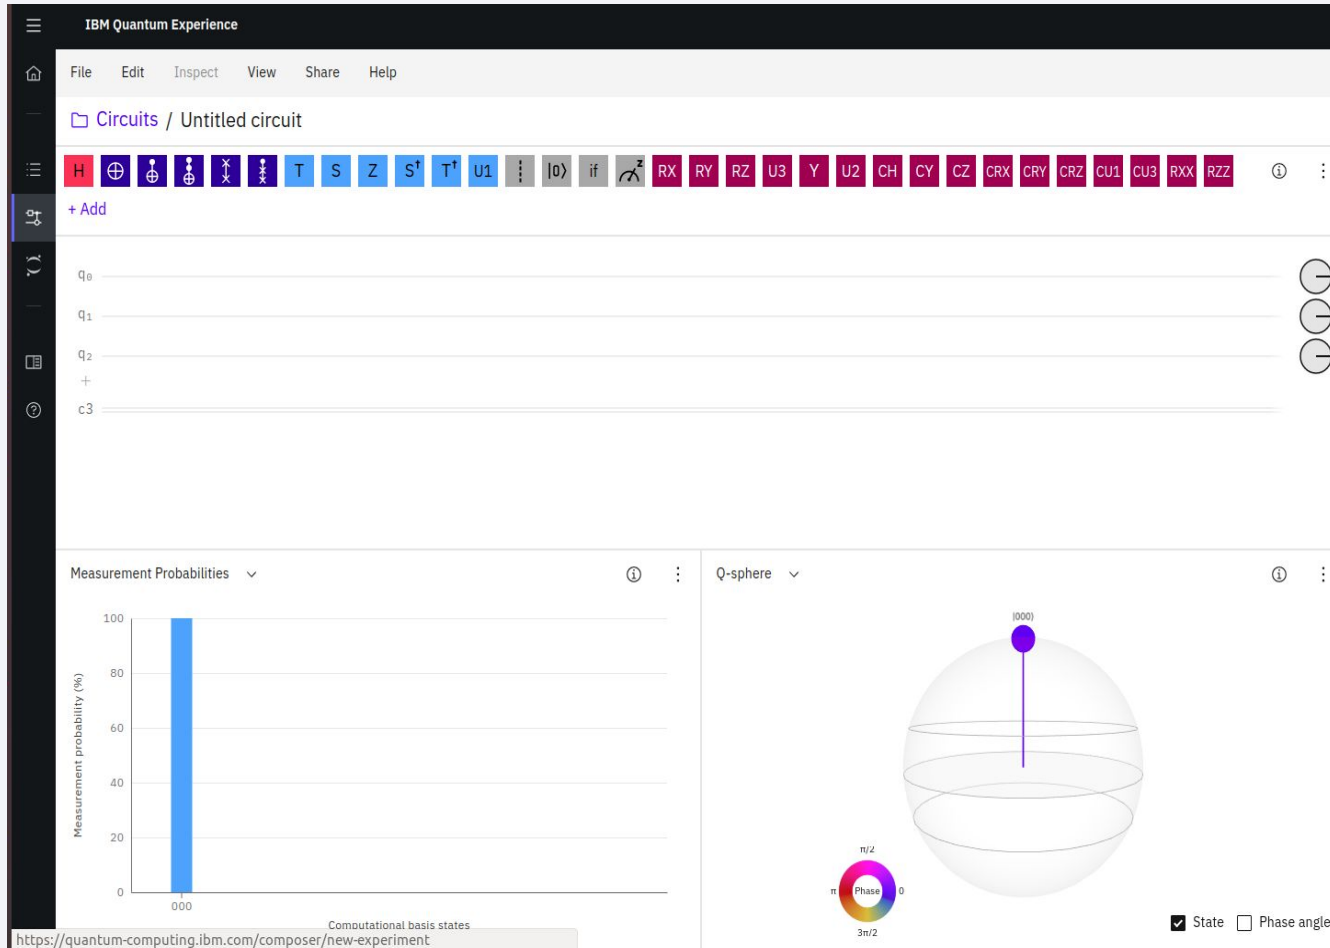 IBM Quantum Experience
File Edit Inspect View Share Help
Circuits / Untitled circuit
H T S Z S† T† U1 |0⟩ if z RX RY RZ U3 Y U2 CH CY CZ CRX CRY CRZ CU1 CU3 RXX RZZ
+ Add
q0
q1
q2
+
c3
Measurement Probabilities
100
80
60
40
20
0
Measurement probability (%)
000
Computational basis states
Q-sphere
|000⟩
π/2
π Phase 0
3π/2
State Phase angle
https://quantum-computing.ibm.com/composer/new-experiment